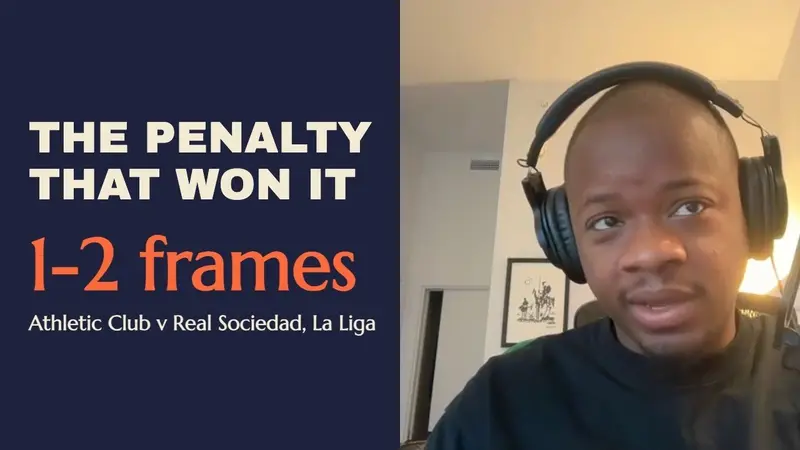 THE PENALTY
THAT WON IT
1-2 frames
Athletic Club v Real Sociedad, La Liga